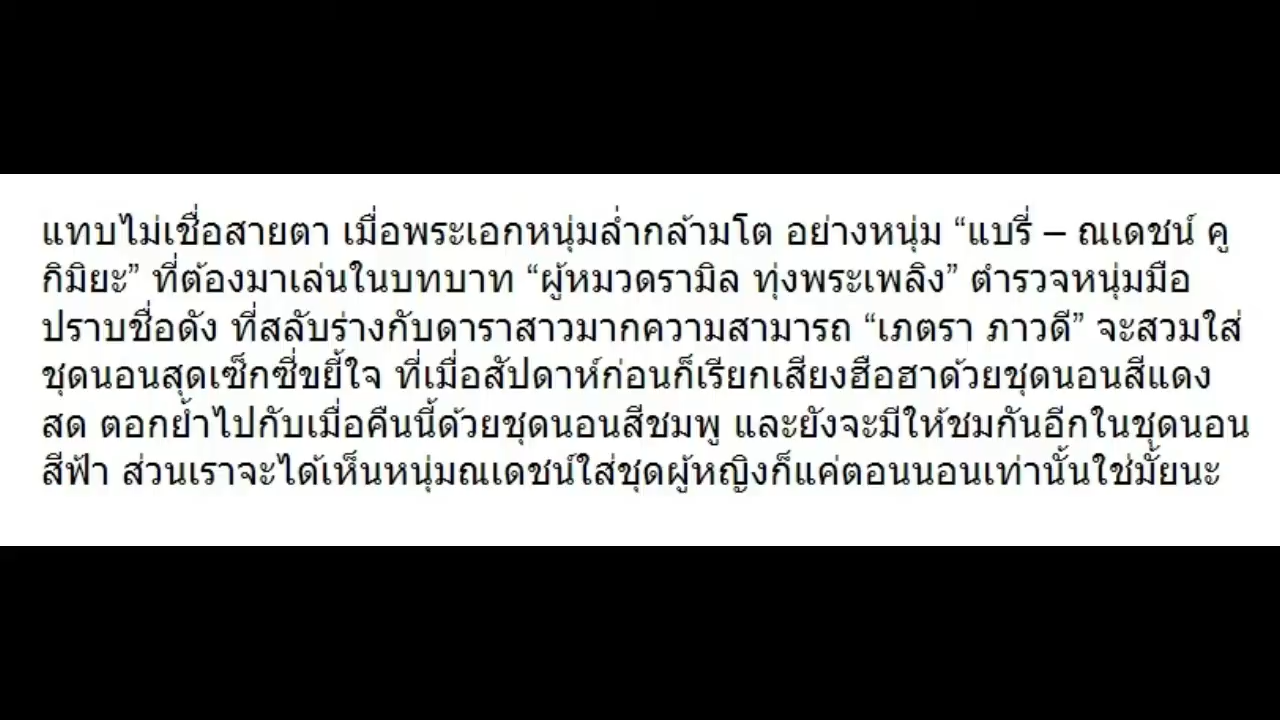 แทบไม่เชื่อสายตา เมื่อพระเอกหนุ่มล่ำกล้ามโต อย่างหนุ่ม “แบรี่ – ณเดชน์ คู
กิมิยะ” ที่ต้องมาเล่นในบทบาท “ผู้หมวดรามิล ทุ่งพระเพลิง” ตำรวจหนุ่มมือ
ปราบชื่อดัง ที่สลับร่างกับดาราสาวมากความสามารถ “เภตรา ภาวดี” จะสวมใส่
ชุดนอนสุดเซ็กซี่ขยี้ใจ ที่เมื่อสัปดาห์ก่อนก็เรียกเสียงฮือฮาด้วยชุดนอนสีแดง
สด ตอกย้ำไปกับเมื่อคืนนี้ด้วยชุดนอนสีชมพู และยังจะมีให้ชมกันอีกในชุดนอน
สีฟ้า ส่วนเราจะได้เห็นหนุ่มณเดชน์ใส่ชุดผู้หญิงก็แค่ตอนนอนเท่านั้นใช่มั้ยนะ